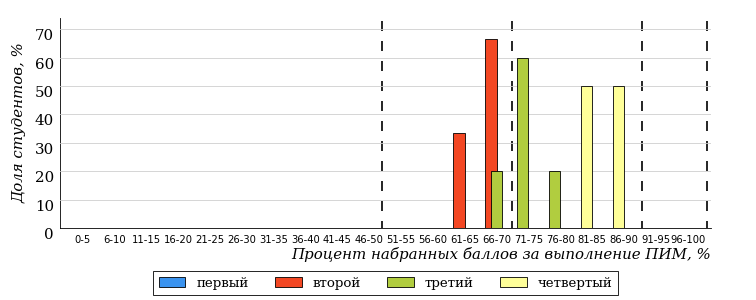 Доля студентов, %
70
60
50
40
30
20
10
0
0-5 6-10 11-15 16-20 21-25 26-30 31-35 36-40 41-45 46-50 51-55 56-60 61-65 66-70 71-75 76-80 81-85 86-90 91-95 96-100
Процент набранных баллов за выполнение ПИМ, %
первый второй третий четвертый